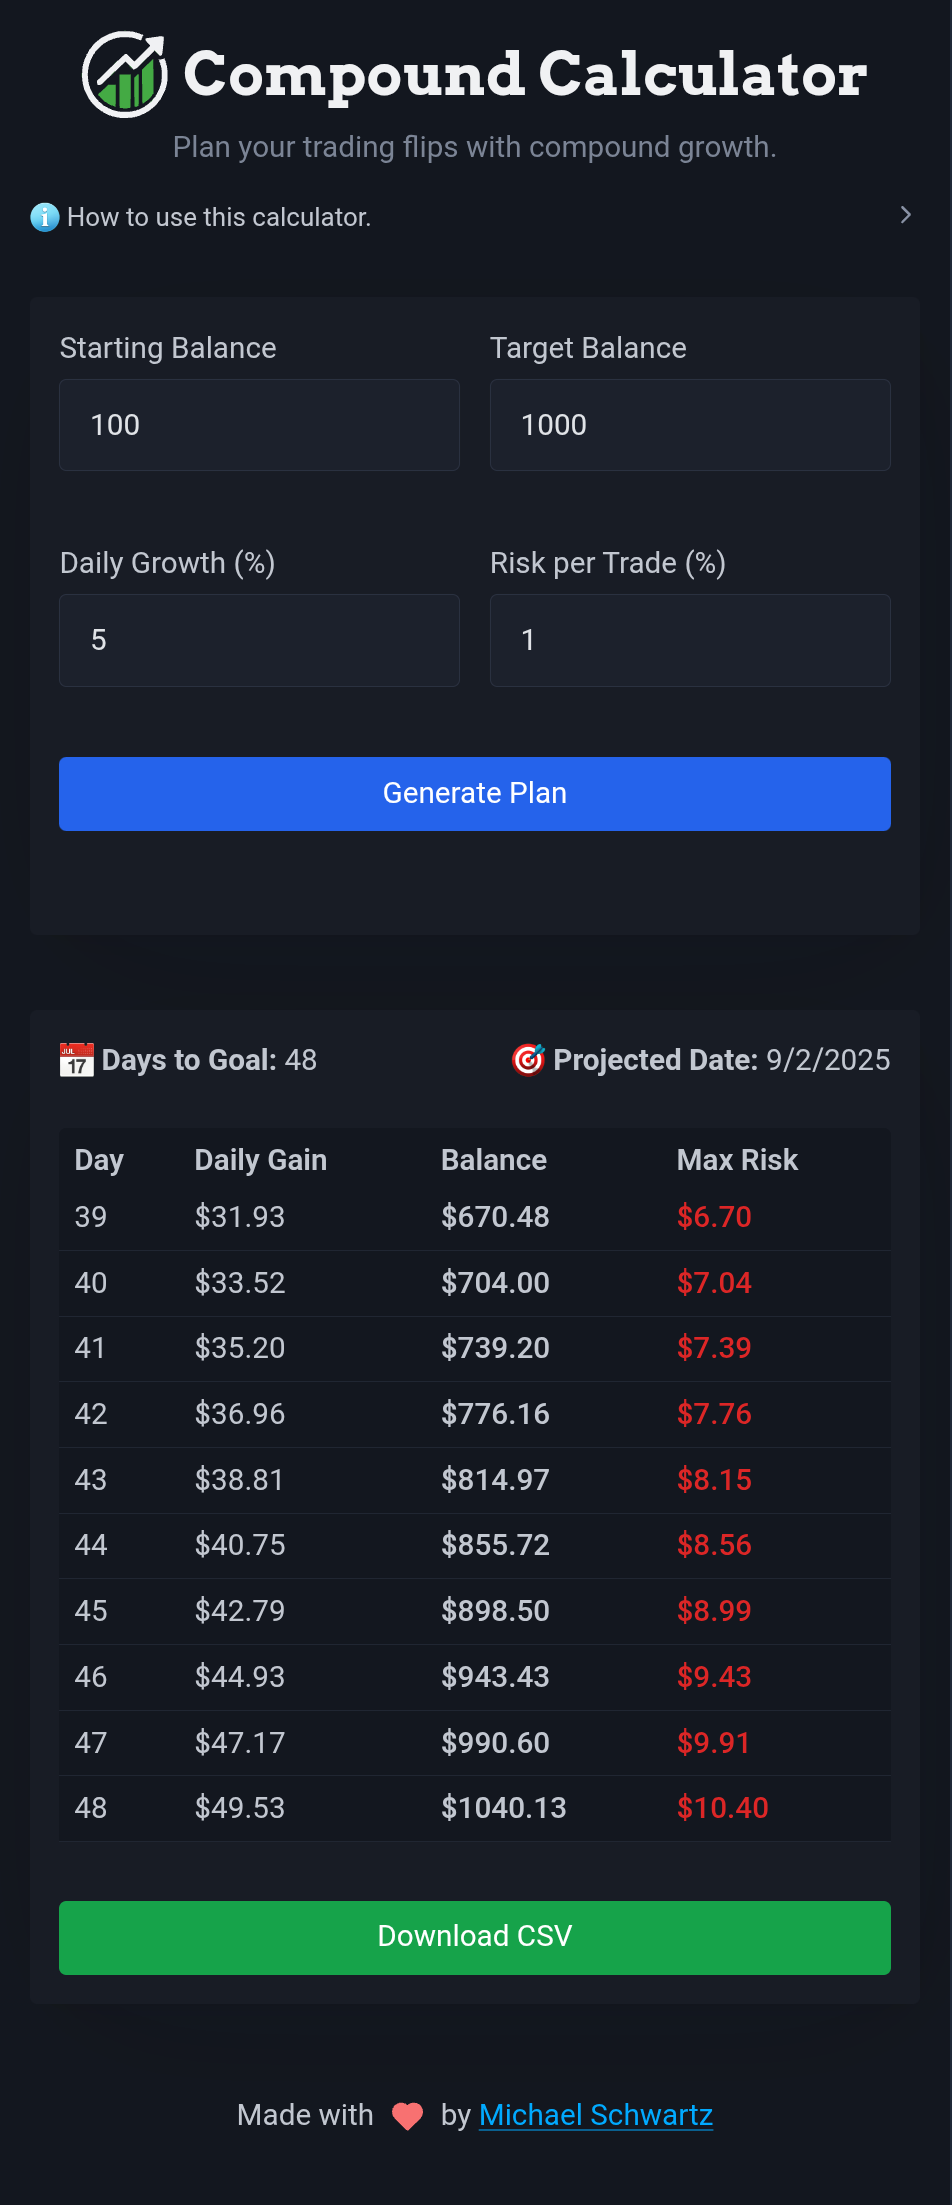 Compound Calculator
Plan your trading flips with compound growth.
ℹ️ How to use this calculator.
Starting Balance Target Balance
100 1000
Daily Growth (%) Risk per Trade (%)
5 1
Generate Plan
📅 Days to Goal: 48 🎯 Projected Date: 9/2/2025
Day Daily Gain Balance Max Risk
39 $31.93 $670.48 $6.70
40 $33.52 $704.00 $7.04
41 $35.20 $739.20 $7.39
42 $36.96 $776.16 $7.76
43 $38.81 $814.97 $8.15
44 $40.75 $855.72 $8.56
45 $42.79 $898.50 $8.99
46 $44.93 $943.43 $9.43
47 $47.17 $990.60 $9.91
48 $49.53 $1040.13 $10.40
Download CSV
Made with ❤️ by Michael Schwartz